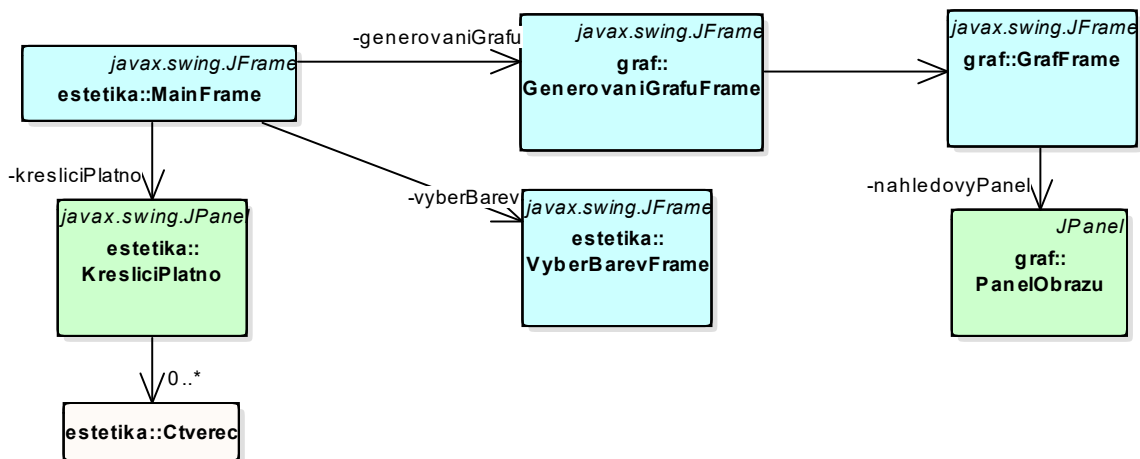 javax.swing.JFrame
estetika::MainFrame
-generovaniGrafu
javax.swing.JFrame
graf::
GenerovaniGrafuFrame
javax.swing.JFrame
graf::GrafFrame
-kresliciPlatno
-vyberBarev
-nahledovyPanel
javax.swing.JPanel
estetika::
KresliciPlatno
javax.swing.JFrame
estetika::
VyberBarevFrame
JPanel
graf::
PanelObrazu
0..*
estetika::Ctverec